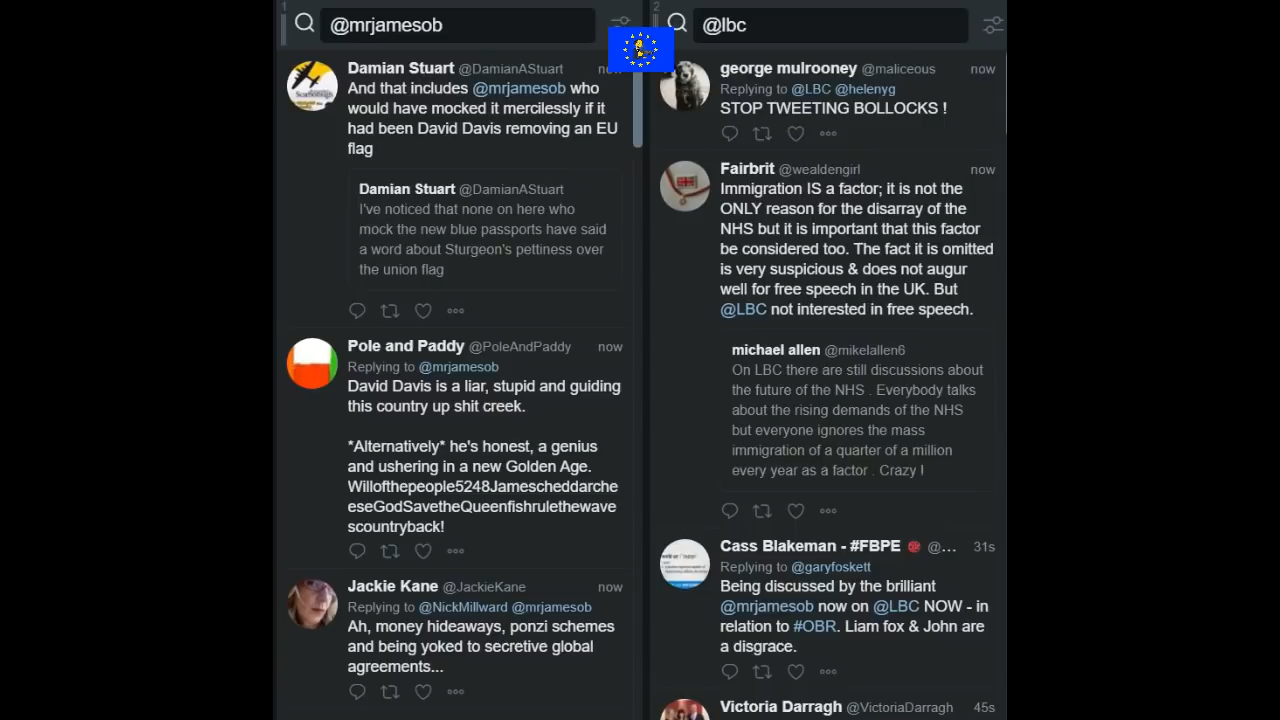 1
@mrjamesob
Damian Stuart @DamianAStuart
And that includes @mrjamesob who
would have mocked it mercilessly if it
had been David Davis removing an EU
flag
Damian Stuart @DamianAStuart
I've noticed that none on here who
mock the new blue passports have said
a word about Sturgeon's pettiness over
the union flag
Pole and Paddy @PoleAndPaddy now
Replying to @mrjamesob
David Davis is a liar, stupid and guiding
this country up shit creek.
*Alternatively* he's honest, a genius
and ushering in a new Golden Age.
Willofthepeople5248Jamescheddarche
eseGodSavetheQueenfishrulethewave
scountryback!
Jackie Kane @JackieKane now
Replying to @NickMillward @mrjamesob
Ah, money hideaways, ponzi schemes
and being yoked to secretive global
agreements...
2
@lbc
george mulrooney @maliceous now
Replying to @LBC @helenyg
STOP TWEETING BOLLOCKS !
Fairbrit @wealdengirl now
Immigration IS a factor; it is not the
ONLY reason for the disarray of the
NHS but it is important that this factor
be considered too. The fact it is omitted
is very suspicious & does not augur
well for free speech in the UK. But
@LBC not interested in free speech.
michael allen @mikelallen6
On LBC there are still discussions about
the future of the NHS . Everybody talks
about the rising demands of the NHS
but everyone ignores the mass
immigration of a quarter of a million
every year as a factor . Crazy !
Cass Blakeman - #FBPE @... 31s
Replying to @garyfoskett
Being discussed by the brilliant
@mrjamesob now on @LBC NOW - in
relation to #OBR. Liam fox & John are
a disgrace.
Victoria Darragh @VictoriaDarragh 45s